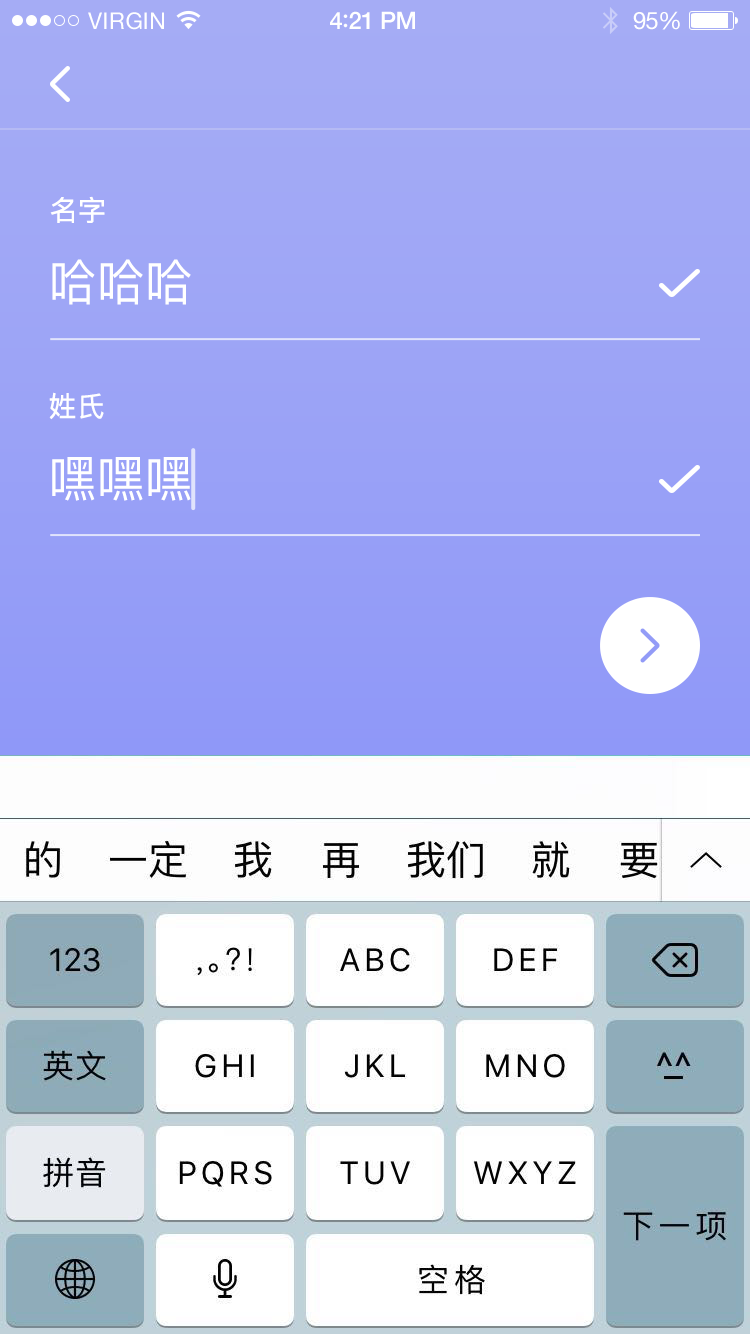 VIRGIN 4:21 PM 95%
名字
哈哈哈
姓氏
嘿嘿嘿
的 一定 我 再 我们 就 要
123 ,。?! ABC DEF
英文 GHI JKL MNO ^^
拼音 PQRS TUV WXYZ
下一项
空格